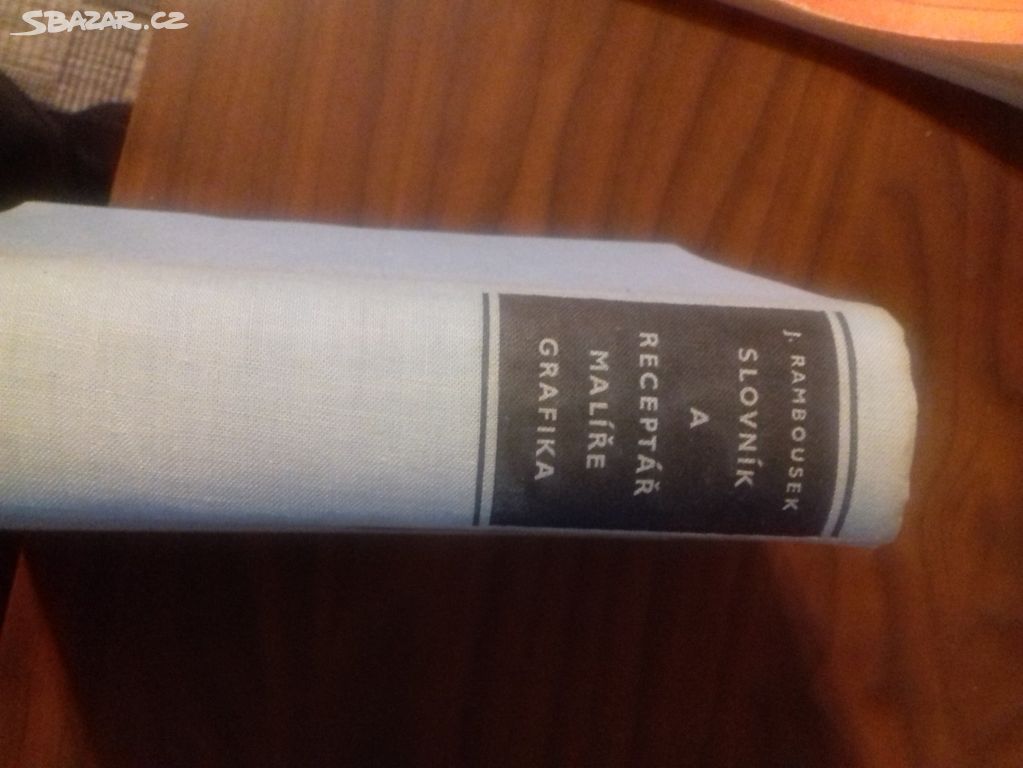 SBAZAR.CZ
J. RAMBOUSEK
SLOVNÍK
A
RECEPTÁŘ
MALÍŘE
GRAFIKA